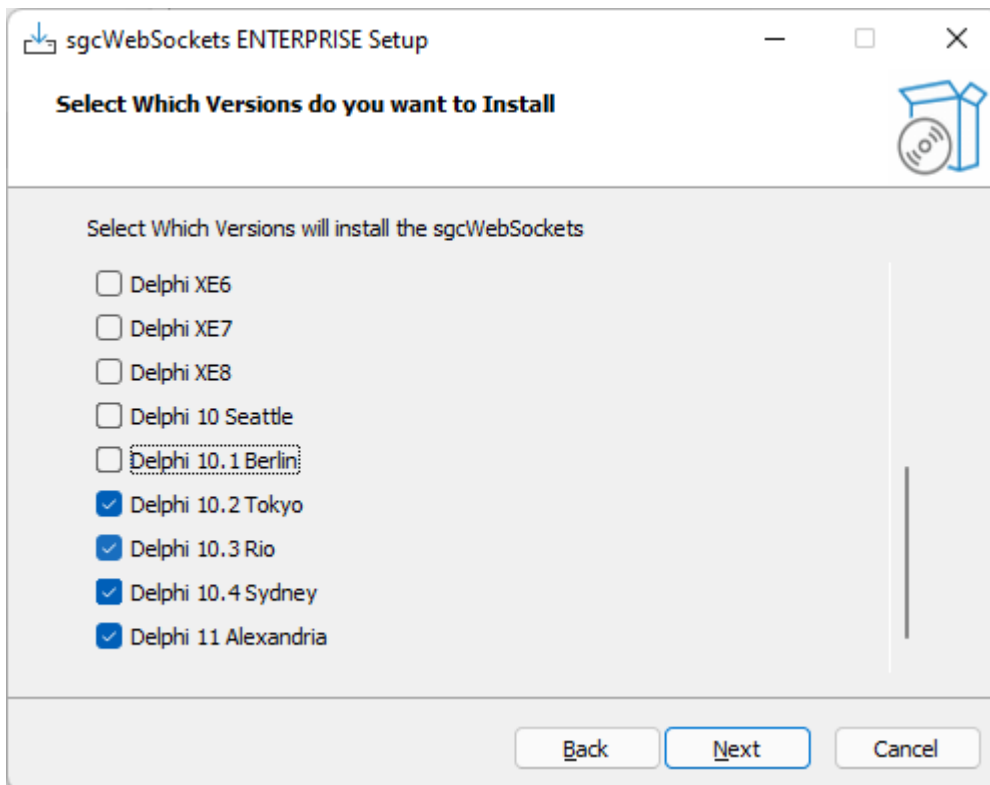 sgcWebSockets ENTERPRISE Setup
Select Which Versions do you want to Install
Select Which Versions will install the sgcWebSockets
Delphi XE6
Delphi XE7
Delphi XE8
Delphi 10 Seattle
Delphi 10.1 Berlin
Delphi 10.2 Tokyo
Delphi 10.3 Rio
Delphi 10.4 Sydney
Delphi 11 Alexandria
Back Next Cancel